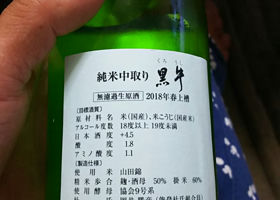 くろうし
純米中取り 黒牛
無濾過生原酒 2018年春上槽
【目標酒質】
原材料名 米(国産)、米こうじ(国産米)
アルコール度数 18度以上19度未満
日本酒度 +4.5
酸度 1.8
アミノ酸度 1.1
【製造仕様】
使用米 山田錦
精米歩合 麹・酒母 50% 掛米 60%
使用酵母 協会9号系